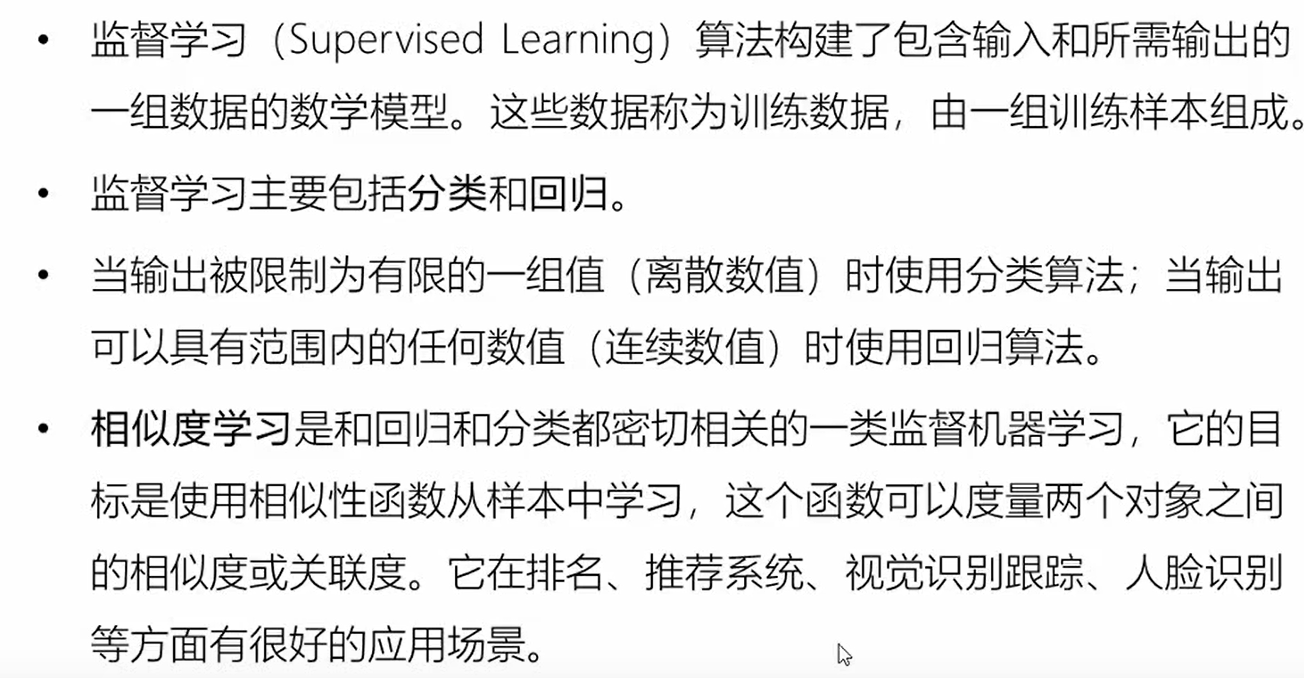 • 监督学习（Supervised Learning）算法构建了包含输入和所需输出的
一组数据的数学模型。这些数据称为训练数据，由一组训练样本组成。
• 监督学习主要包括分类和回归。
• 当输出被限制为有限的一组值（离散数值）时使用分类算法；当输出
可以具有范围内的任何数值（连续数值）时使用回归算法。
• 相似度学习是和回归和分类都密切相关的一类监督机器学习，它的目
标是使用相似性函数从样本中学习，这个函数可以度量两个对象之间
的相似度或关联度。它在排名、推荐系统、视觉识别跟踪、人脸识别
等方面有很好的应用场景。